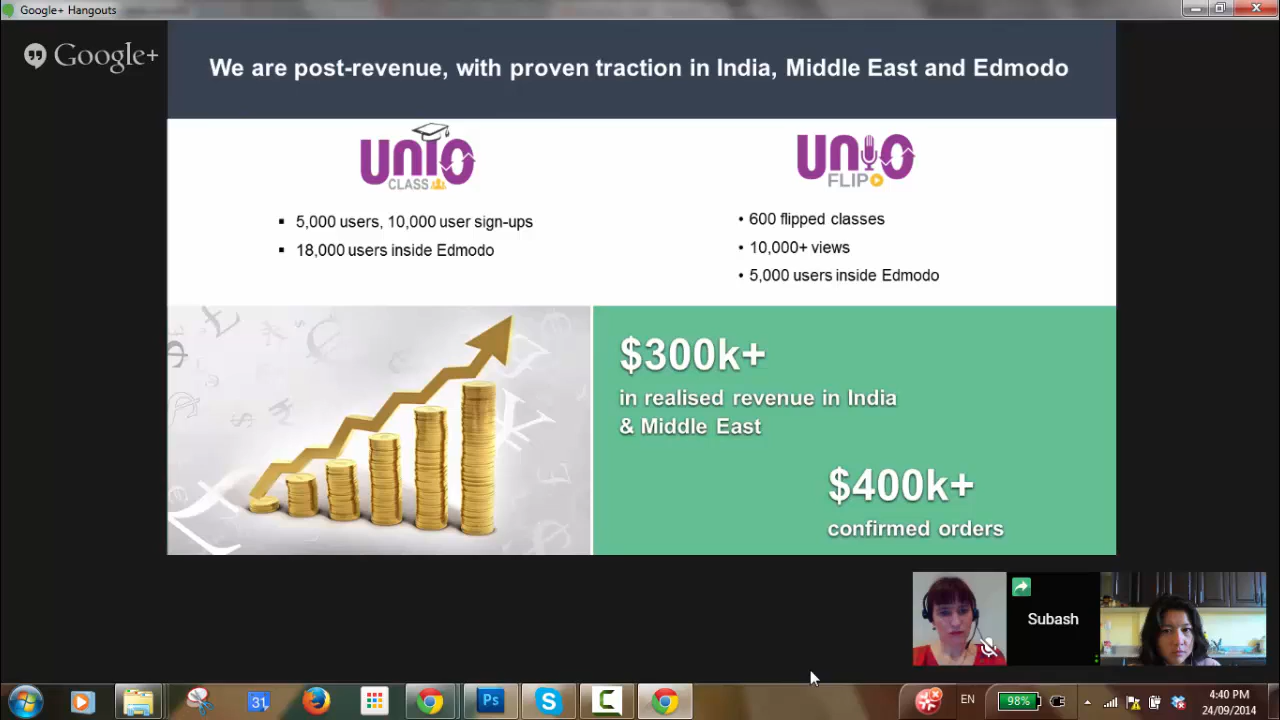 Google+ Hangouts
Google+
We are post-revenue, with proven traction in India, Middle East and Edmodo
UNIO
CLASS
5,000 users, 10,000 user sign-ups
18,000 users inside Edmodo
UNIO
FLIP
• 600 flipped classes
• 10,000+ views
• 5,000 users inside Edmodo
$300k+
in realised revenue in India
& Middle East
$400k+
confirmed orders
Subash
31
Ps
EN
98%
4:40 PM
24/09/2014